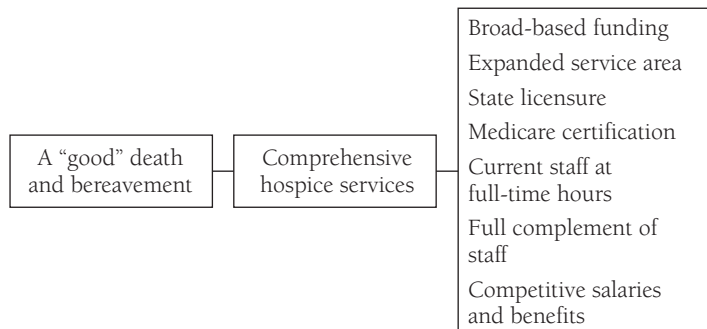 A “good” death
and bereavement
Comprehensive
hospice services
Broad-based funding
Expanded service area
State licensure
Medicare certification
Current staff at
full-time hours
Full complement of
staff
Competitive salaries
and benefits